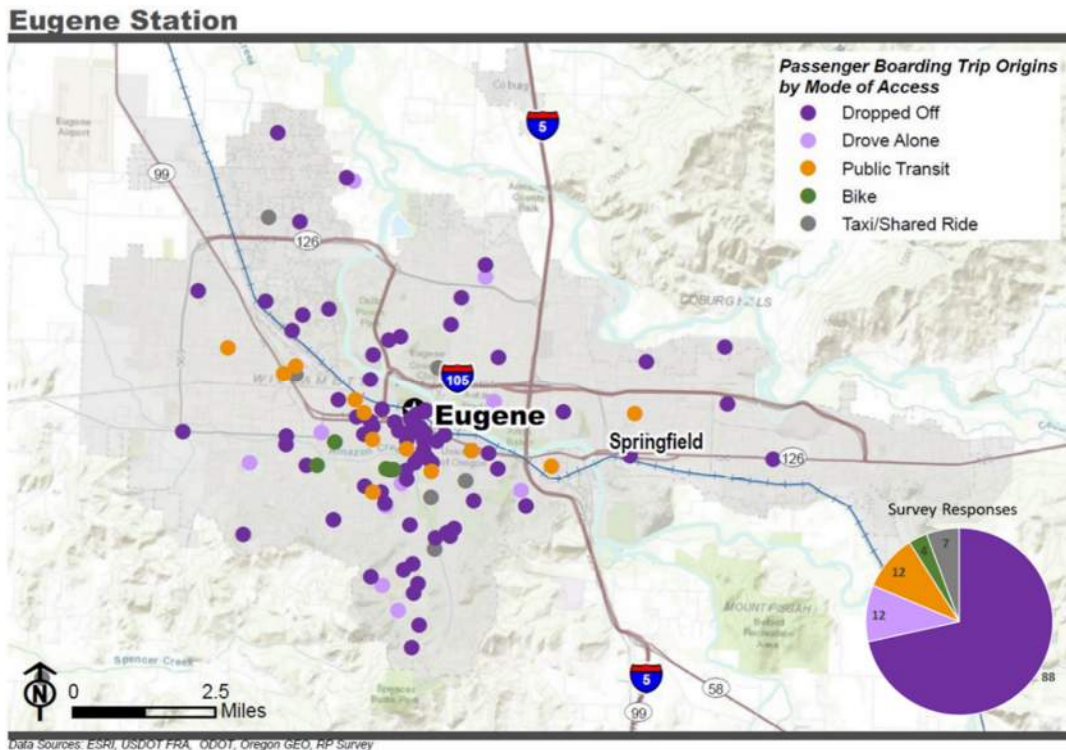 Eugene Station
Passenger Boarding Trip Origins
by Mode of Access
Dropped Off
Drove Alone
Public Transit
Bike
Taxi/Shared Ride
Coburg
Eugene
Airport
5
99
126
COBURG HILLS
105
Eugene
Springfield
126
Survey Responses
4
7
12
12
88
MOUNT PISGAH
Recreation
Area
Spencer Creek
N
0
2.5
Miles
5
58
99
Data Sources: ESRI, USDOT FRA, ODOT, Oregon GEO, RP Survey